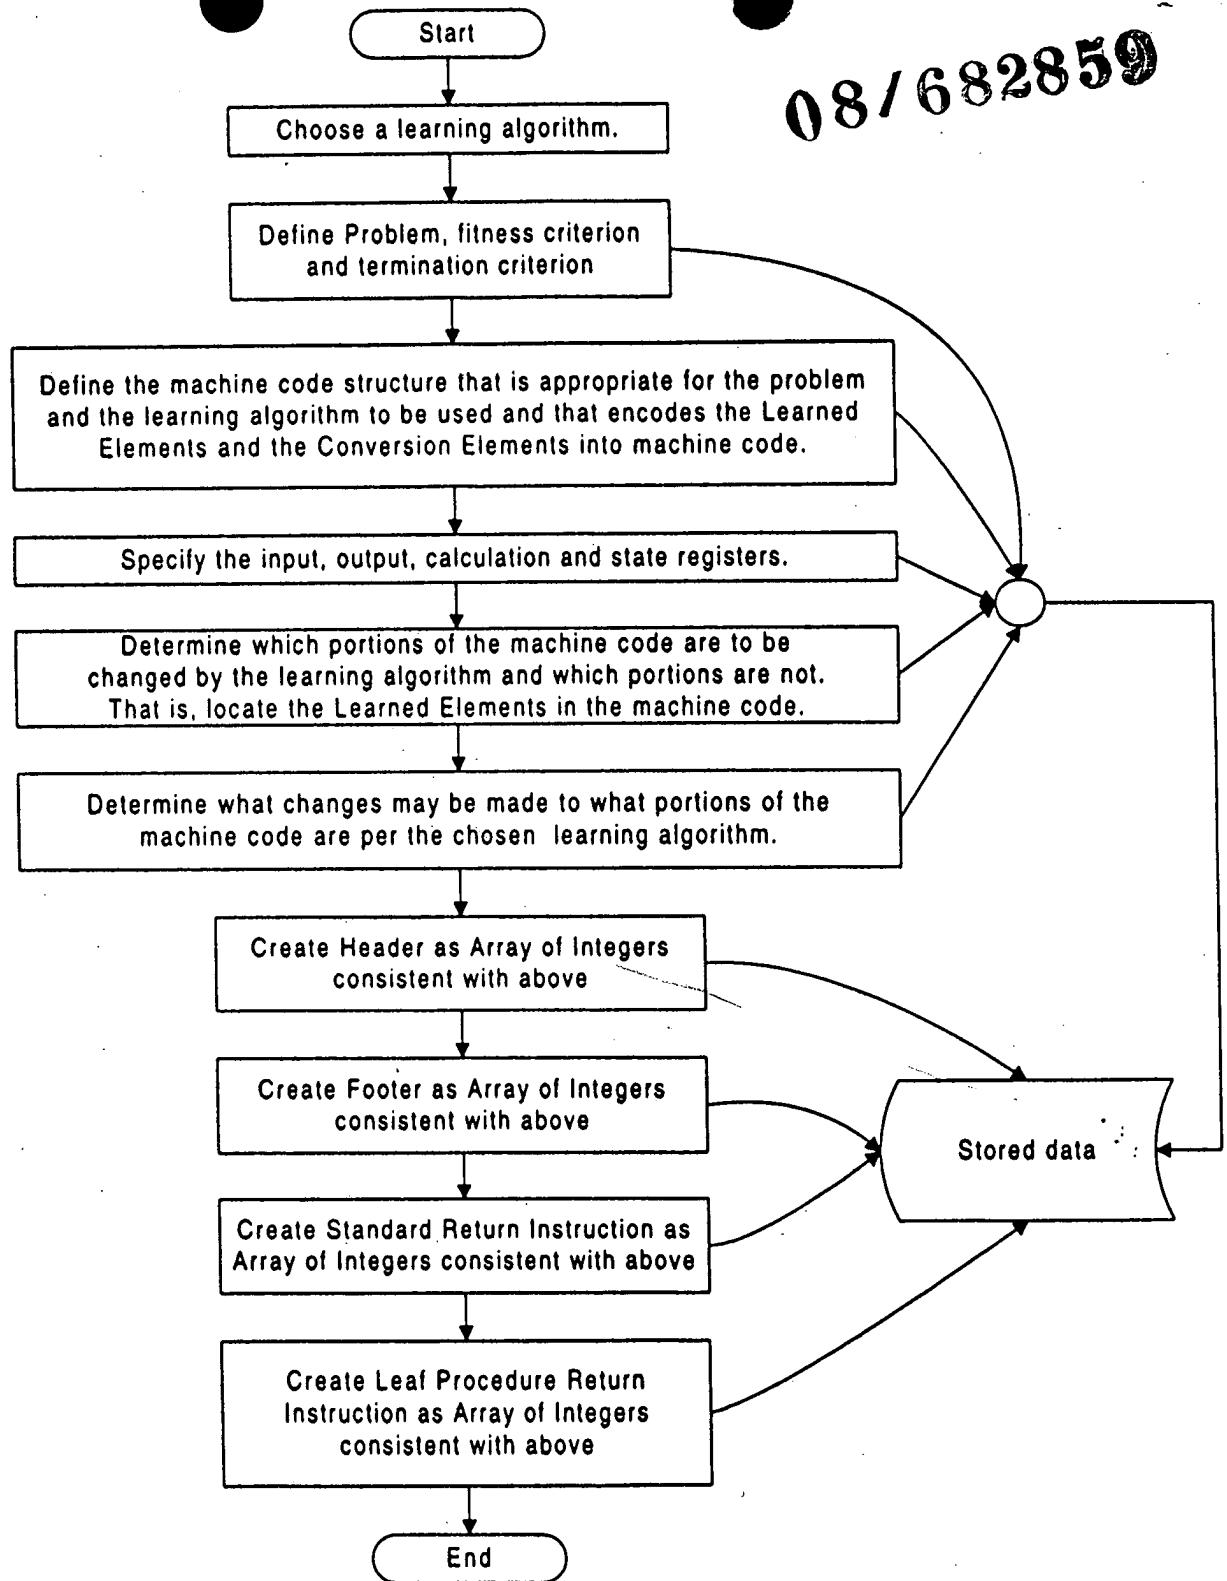 Start
08/682859
Choose a learning algorithm.
Define Problem, fitness criterion
and termination criterion
Define the machine code structure that is appropriate for the problem
and the learning algorithm to be used and that encodes the Learned
Elements and the Conversion Elements into machine code.
Specify the input, output, calculation and state registers.
Determine which portions of the machine code are to be
changed by the learning algorithm and which portions are not.
That is, locate the Learned Elements in the machine code.
Determine what changes may be made to what portions of the
machine code are per the chosen learning algorithm.
Create Header as Array of Integers
consistent with above
Create Footer as Array of Integers
consistent with above
Stored data
Create Standard Return Instruction as
Array of Integers consistent with above
Create Leaf Procedure Return
Instruction as Array of Integers
consistent with above
End